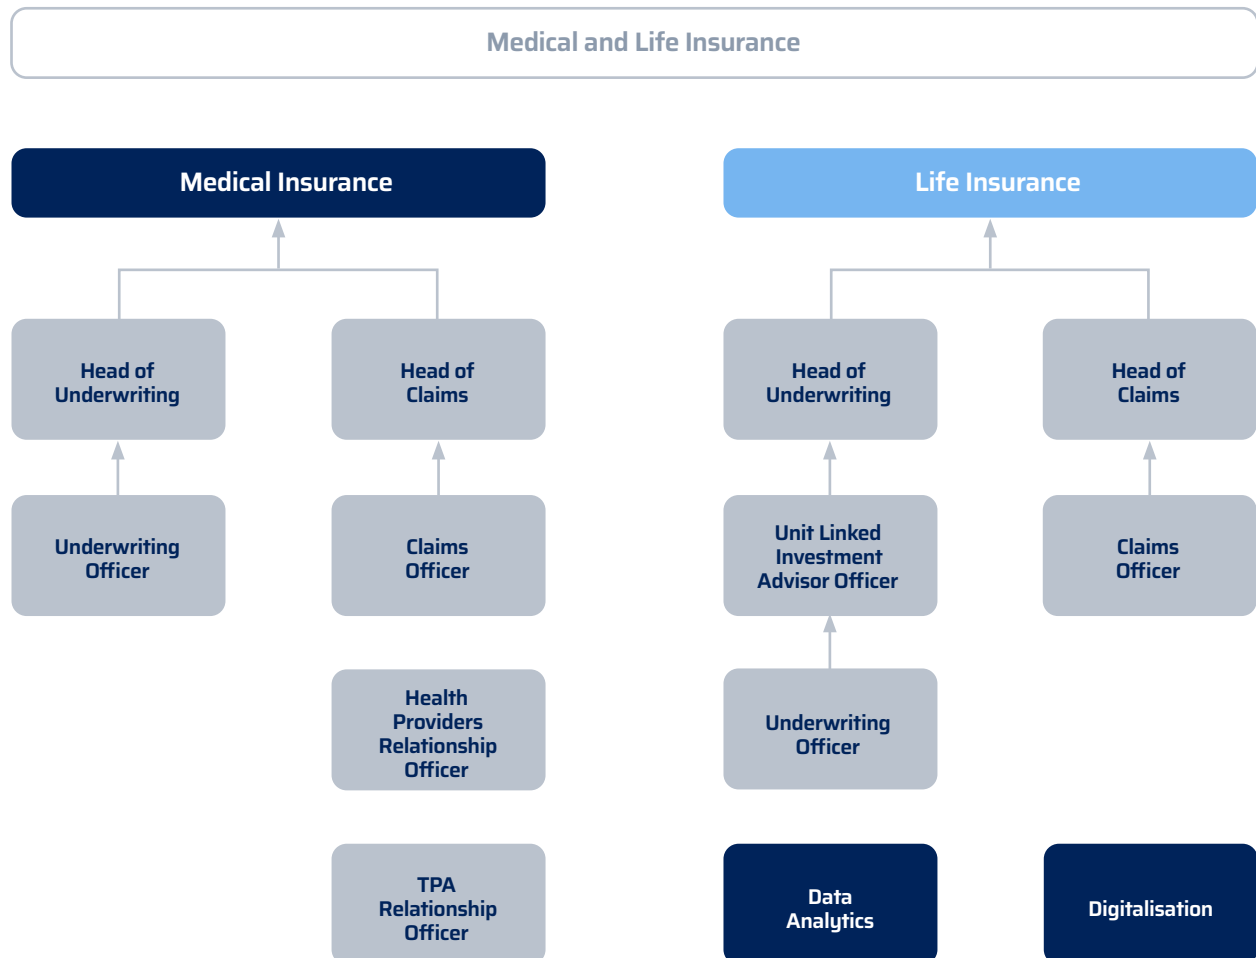 Medical and Life Insurance
Medical Insurance
Life Insurance
Head of
Underwriting
Head of
Claims
Head of
Underwriting
Head of
Claims
Underwriting
Officer
Claims
Officer
Unit Linked
Investment
Advisor Officer
Claims
Officer
Health
Providers
Relationship
Officer
Underwriting
Officer
TPA
Relationship
Officer
Data
Analytics
Digitalisation